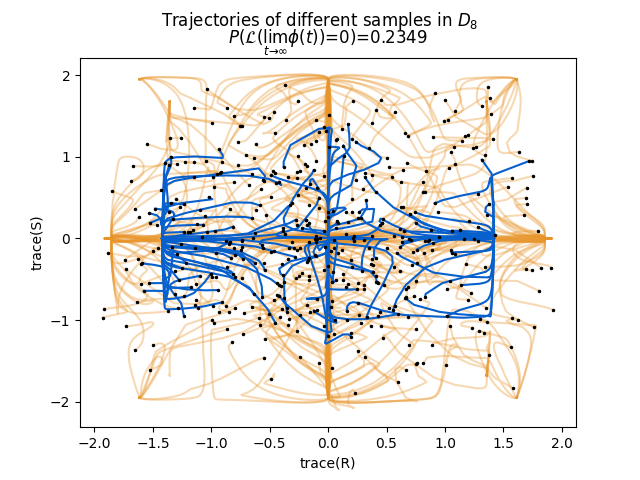 Trajectories of different samples in D₈
P(ℒ(lim ϕ(t))=0)=0.2349
t→∞
2
1
0
−1
−2
trace(S)
−2.0 −1.5 −1.0 −0.5 0.0 0.5 1.0 1.5 2.0
trace(R)